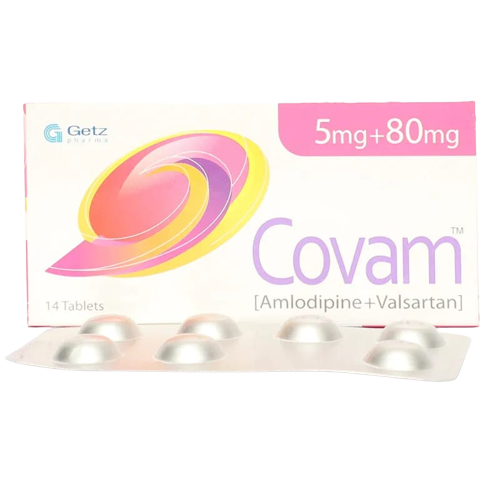 Getz
pharma
5mg+80mg
Covam™
[Amlodipine+Valsartan]
14 Tablets